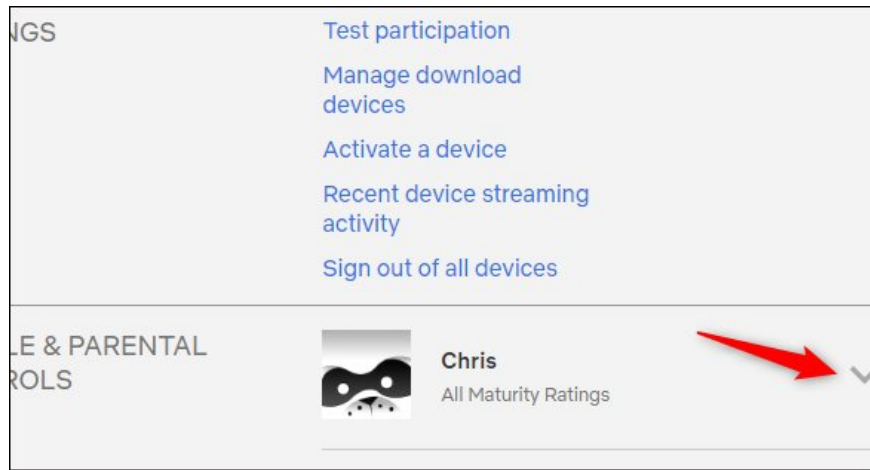 NGS
Test participation
Manage download
devices
Activate a device
Recent device streaming
activity
Sign out of all devices
LE & PARENTAL
ROLS
Chris
All Maturity Ratings